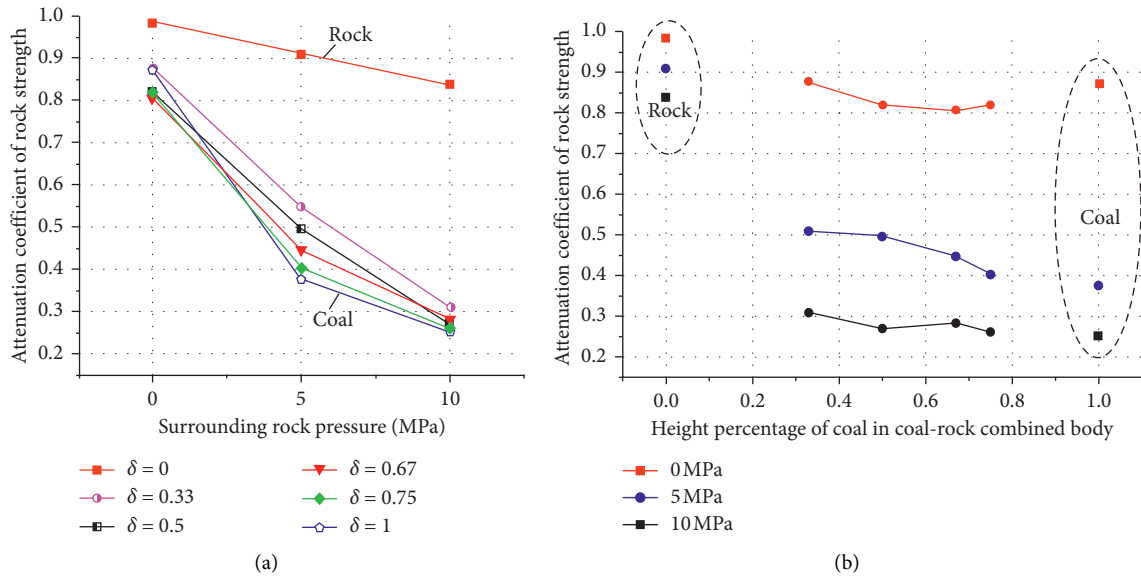 Attenuation coefficient of rock strength
1.0
0.9
0.8
0.7
0.6
0.5
0.4
0.3
0.2
Rock
Coal
0
5
10
Surrounding rock pressure (MPa)
δ = 0
δ = 0.33
δ = 0.5
δ = 0.67
δ = 0.75
δ = 1
(a)
Attenuation coefficient of rock strength
1.0
0.9
0.8
0.7
0.6
0.5
0.4
0.3
0.2
Rock
Coal
0.0
0.2
0.4
0.6
0.8
1.0
Height percentage of coal in coal-rock combined body
0 MPa
5 MPa
10 MPa
(b)